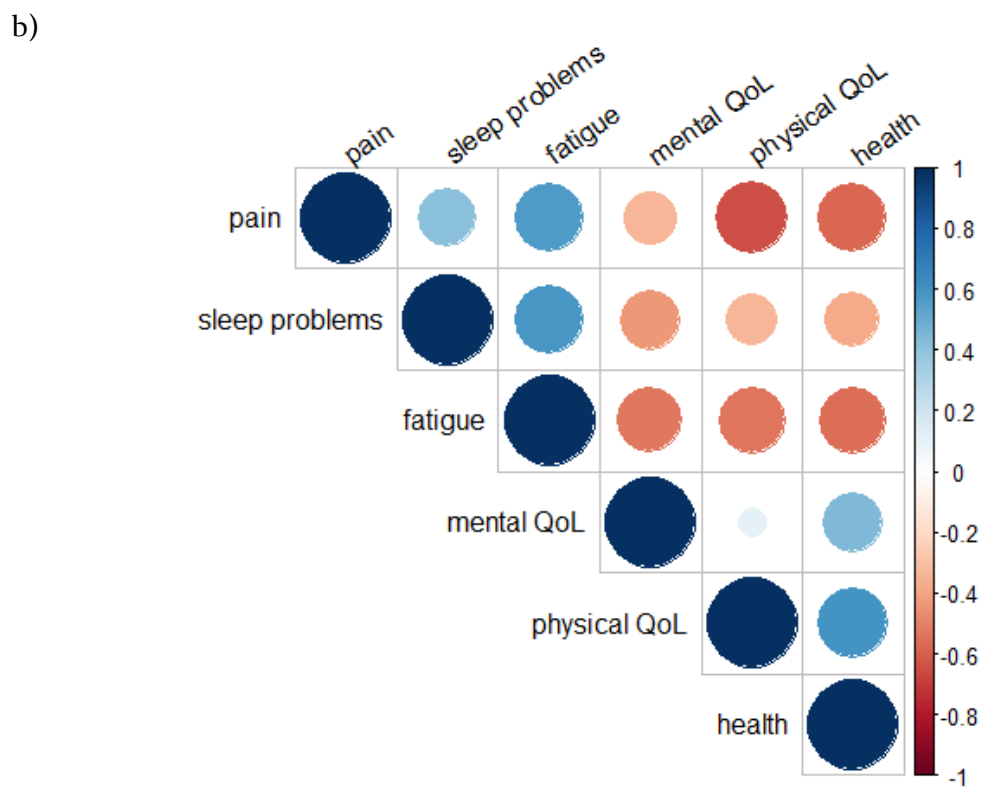 b)
pain
sleep problems
fatigue
mental QoL
physical QoL
health
pain
sleep problems
fatigue
mental QoL
physical QoL
health
1
0.8
0.6
0.4
0.2
0
-0.2
-0.4
-0.6
-0.8
-1